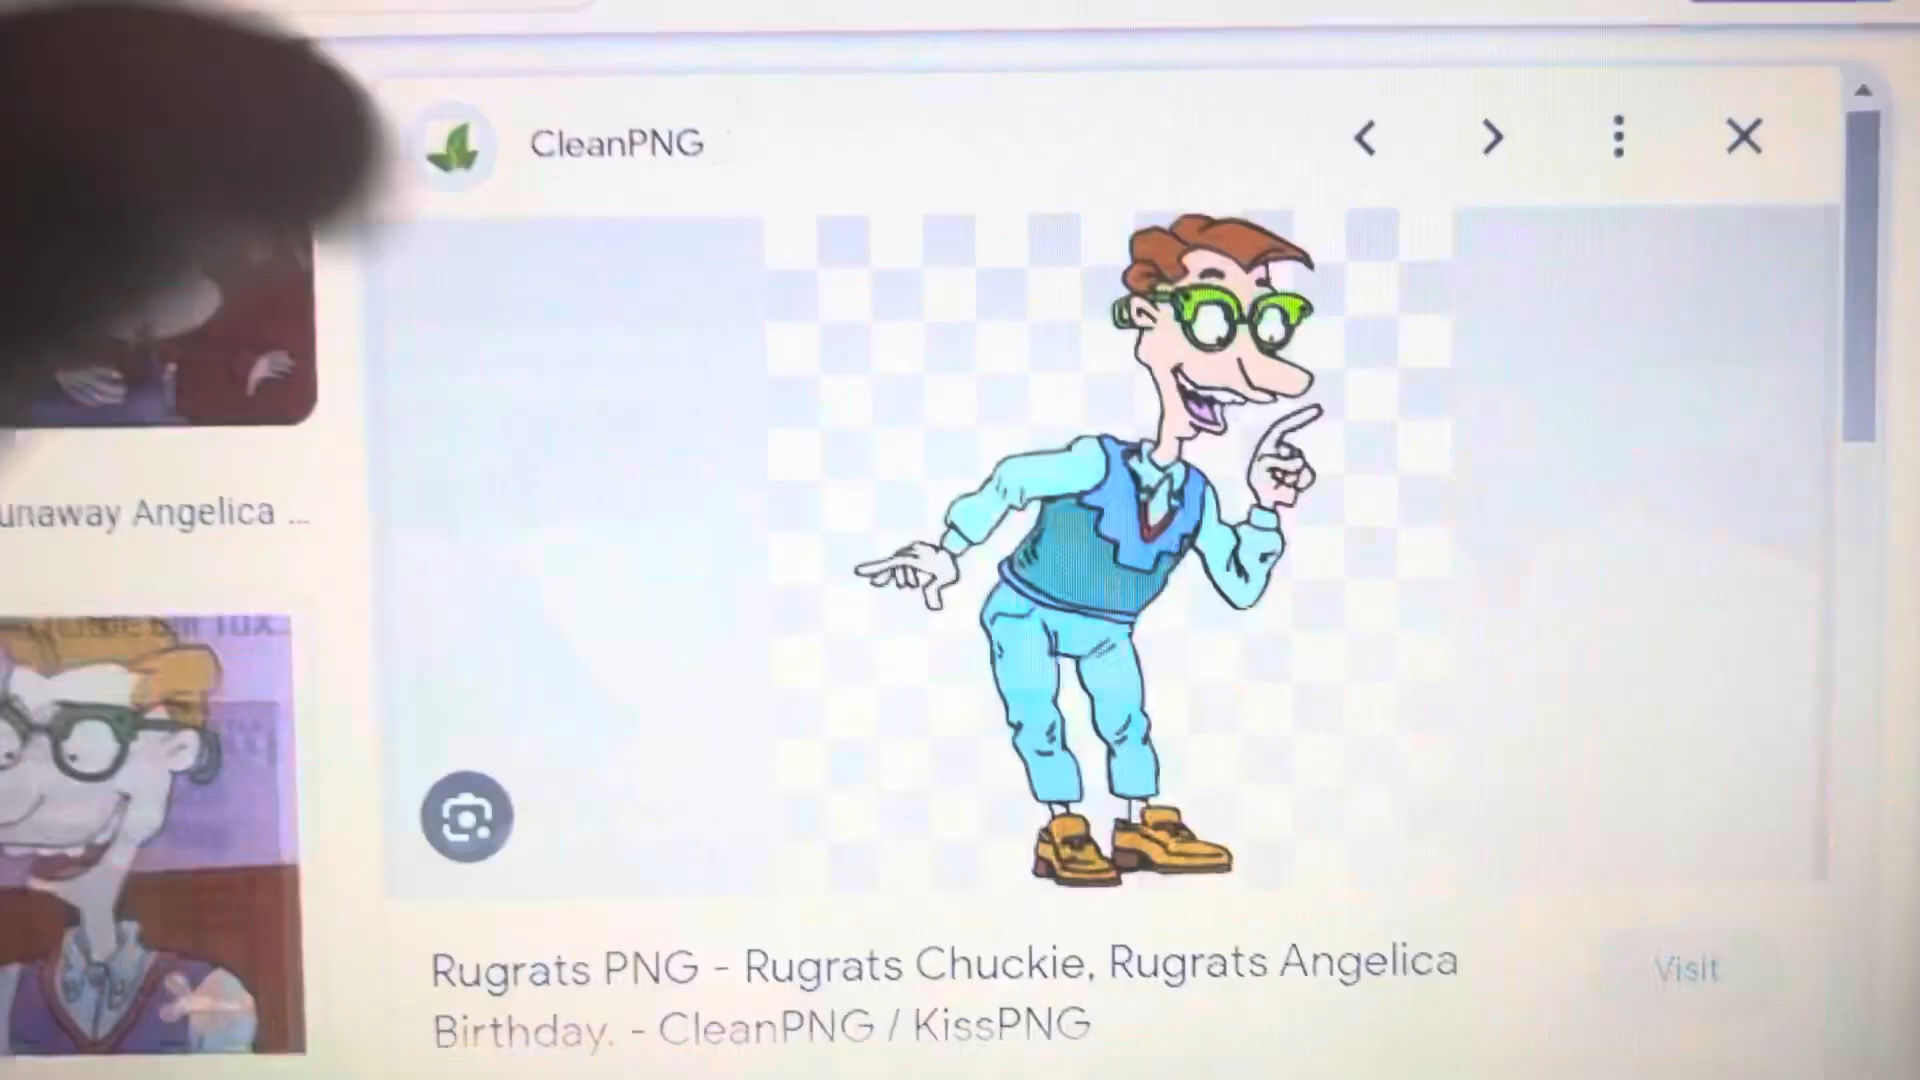 CleanPNG
unaway Angelica ...
Rugrats PNG - Rugrats Chuckie, Rugrats Angelica
Birthday. - CleanPNG / KissPNG
Visit